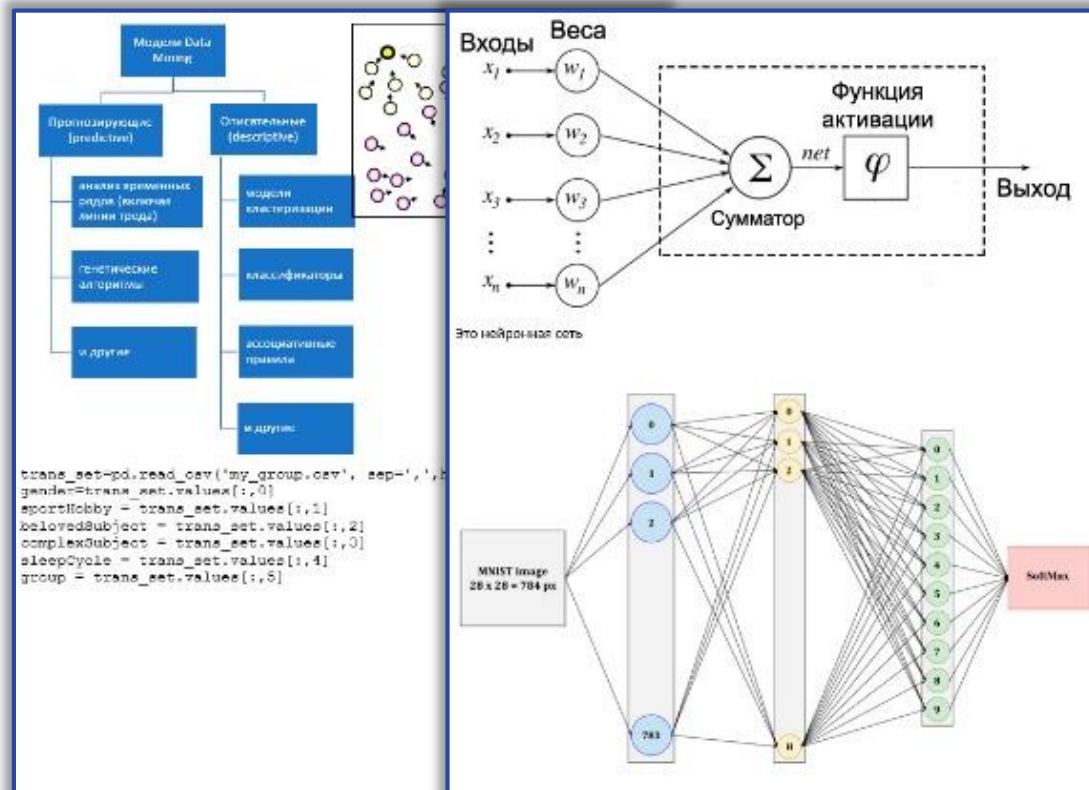 Модели Data
Mining
Прогнозирующие
(predictive)
Описательные
(descriptive)
анализ временных
рядов (включая
линии трэда)
модели
кластеризации
генетические
алгоритмы
классификаторы
и другие
ассоциативные
правила
и другие
trans_set=pd.read_csv('my_group.csv', sep=',',h
gender=trans_set.values[:,0]
sportHobby = trans_set.values[:,1]
belovedSubject = trans_set.values[:,2]
complexSubject = trans_set.values[:,3]
sleepCycle = trans_set.values[:,4]
group = trans_set.values[:,5]
Входы
Веса
x1
w1
x2
w2
x3
w3
⋮
⋮
xn
wn
Σ
Сумматор
net
Функция
активации
φ
Выход
Это нейронная сеть
MNIST image
28 x 28 = 784 px
0
1
2
783
0
1
2
H
0
1
2
3
4
5
6
7
8
9
SoftMax